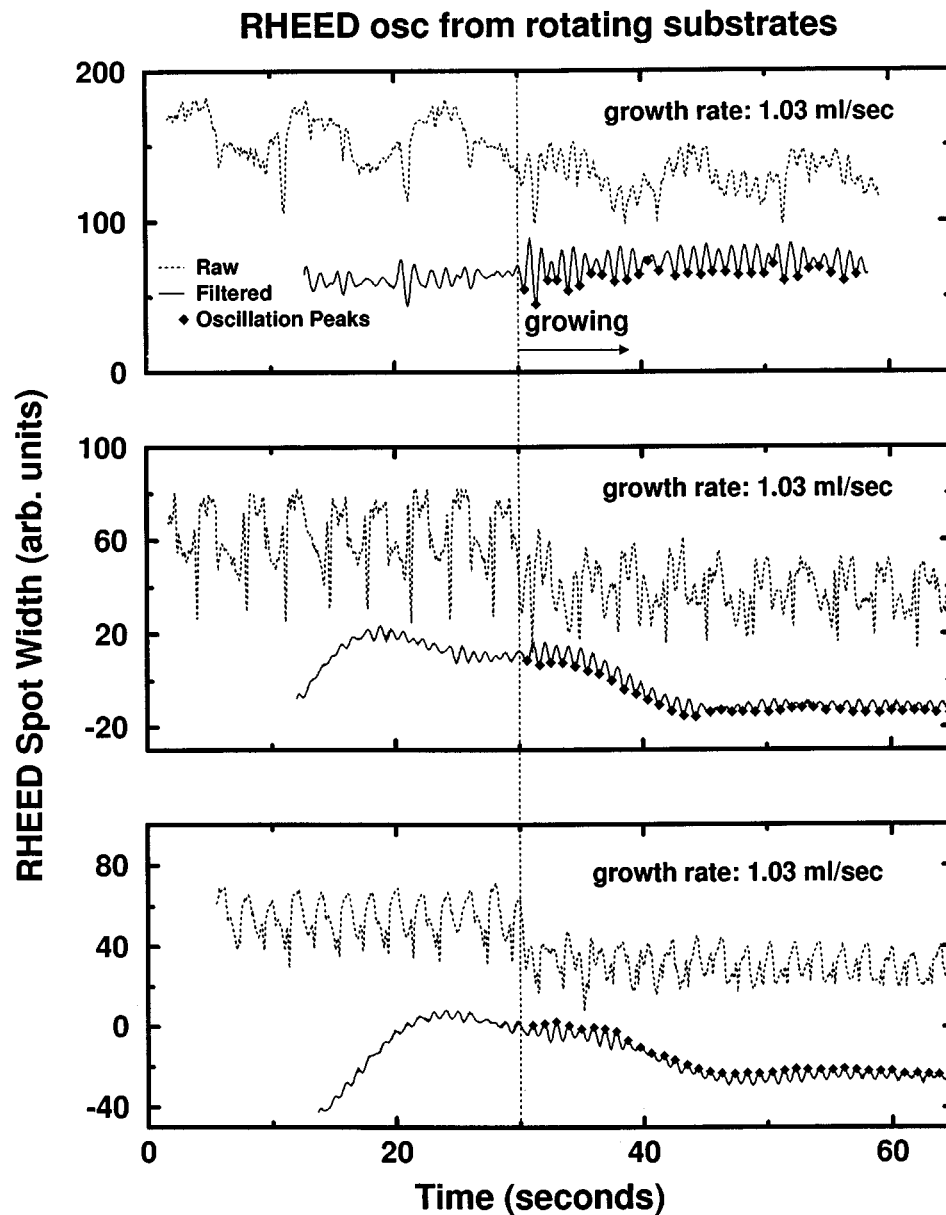 RHEED osc from rotating substrates
200
growth rate: 1.03 ml/sec
100
Raw
Filtered
Oscillation Peaks
growing
0
RHEED Spot Width (arb. units)
100
growth rate: 1.03 ml/sec
60
20
-20
80
growth rate: 1.03 ml/sec
40
0
-40
0 20 40 60
Time (seconds)